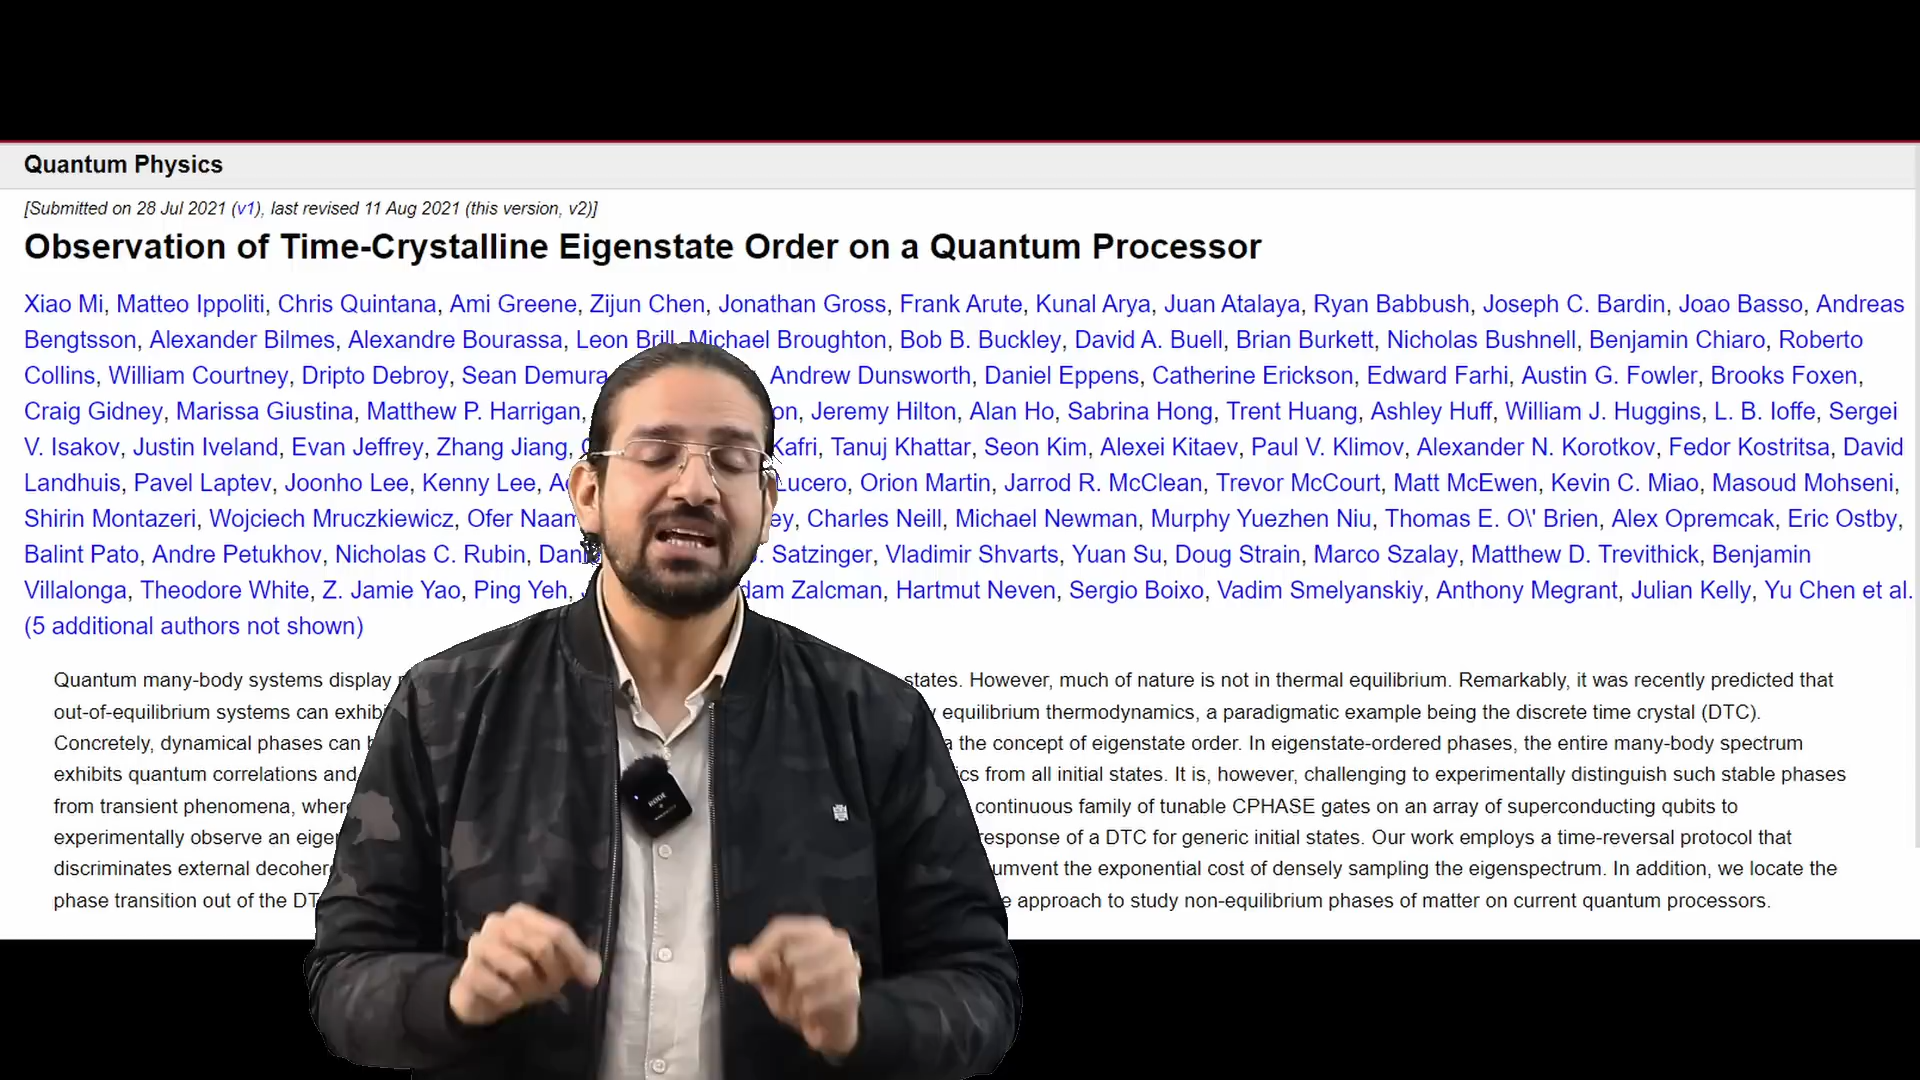 Quantum Physics
[Submitted on 28 Jul 2021 (v1), last revised 11 Aug 2021 (this version, v2)]
Observation of Time-Crystalline Eigenstate Order on a Quantum Processor
Xiao Mi, Matteo Ippoliti, Chris Quintana, Ami Greene, Zijun Chen, Jonathan Gross, Frank Arute, Kunal Arya, Juan Atalaya, Ryan Babbush, Joseph C. Bardin, Joao Basso, Andreas
Bengtsson, Alexander Bilmes, Alexandre Bourassa, Leon Brill, Michael Broughton, Bob B. Buckley, David A. Buell, Brian Burkett, Nicholas Bushnell, Benjamin Chiaro, Roberto
Collins, William Courtney, Dripto Debroy, Sean Demura Andrew Dunsworth, Daniel Eppens, Catherine Erickson, Edward Farhi, Austin G. Fowler, Brooks Foxen,
Craig Gidney, Marissa Giustina, Matthew P. Harrigan, on, Jeremy Hilton, Alan Ho, Sabrina Hong, Trent Huang, Ashley Huff, William J. Huggins, L. B. Ioffe, Sergei
V. Isakov, Justin Iveland, Evan Jeffrey, Zhang Jiang, Kafri, Tanuj Khattar, Seon Kim, Alexei Kitaev, Paul V. Klimov, Alexander N. Korotkov, Fedor Kostritsa, David
Landhuis, Pavel Laptev, Joonho Lee, Kenny Lee, Lucero, Orion Martin, Jarrod R. McClean, Trevor McCourt, Matt McEwen, Kevin C. Miao, Masoud Mohseni,
Shirin Montazeri, Wojciech Mruczkiewicz, Ofer Naam ey, Charles Neill, Michael Newman, Murphy Yuezhen Niu, Thomas E. O\' Brien, Alex Opremcak, Eric Ostby,
Balint Pato, Andre Petukhov, Nicholas C. Rubin, Dan Satzinger, Vladimir Shvarts, Yuan Su, Doug Strain, Marco Szalay, Matthew D. Trevithick, Benjamin
Villalonga, Theodore White, Z. Jamie Yao, Ping Yeh, dam Zalcman, Hartmut Neven, Sergio Boixo, Vadim Smelyanskiy, Anthony Megrant, Julian Kelly, Yu Chen et al.
(5 additional authors not shown)
Quantum many-body systems display states. However, much of nature is not in thermal equilibrium. Remarkably, it was recently predicted that
out-of-equilibrium systems can exhibi equilibrium thermodynamics, a paradigmatic example being the discrete time crystal (DTC).
Concretely, dynamical phases can the concept of eigenstate order. In eigenstate-ordered phases, the entire many-body spectrum
exhibits quantum correlations and ics from all initial states. It is, however, challenging to experimentally distinguish such stable phases
from transient phenomena, wher continuous family of tunable CPHASE gates on an array of superconducting qubits to
experimentally observe an eige response of a DTC for generic initial states. Our work employs a time-reversal protocol that
discriminates external decoher umvent the exponential cost of densely sampling the eigenspectrum. In addition, we locate the
phase transition out of the DT e approach to study non-equilibrium phases of matter on current quantum processors.
RODE